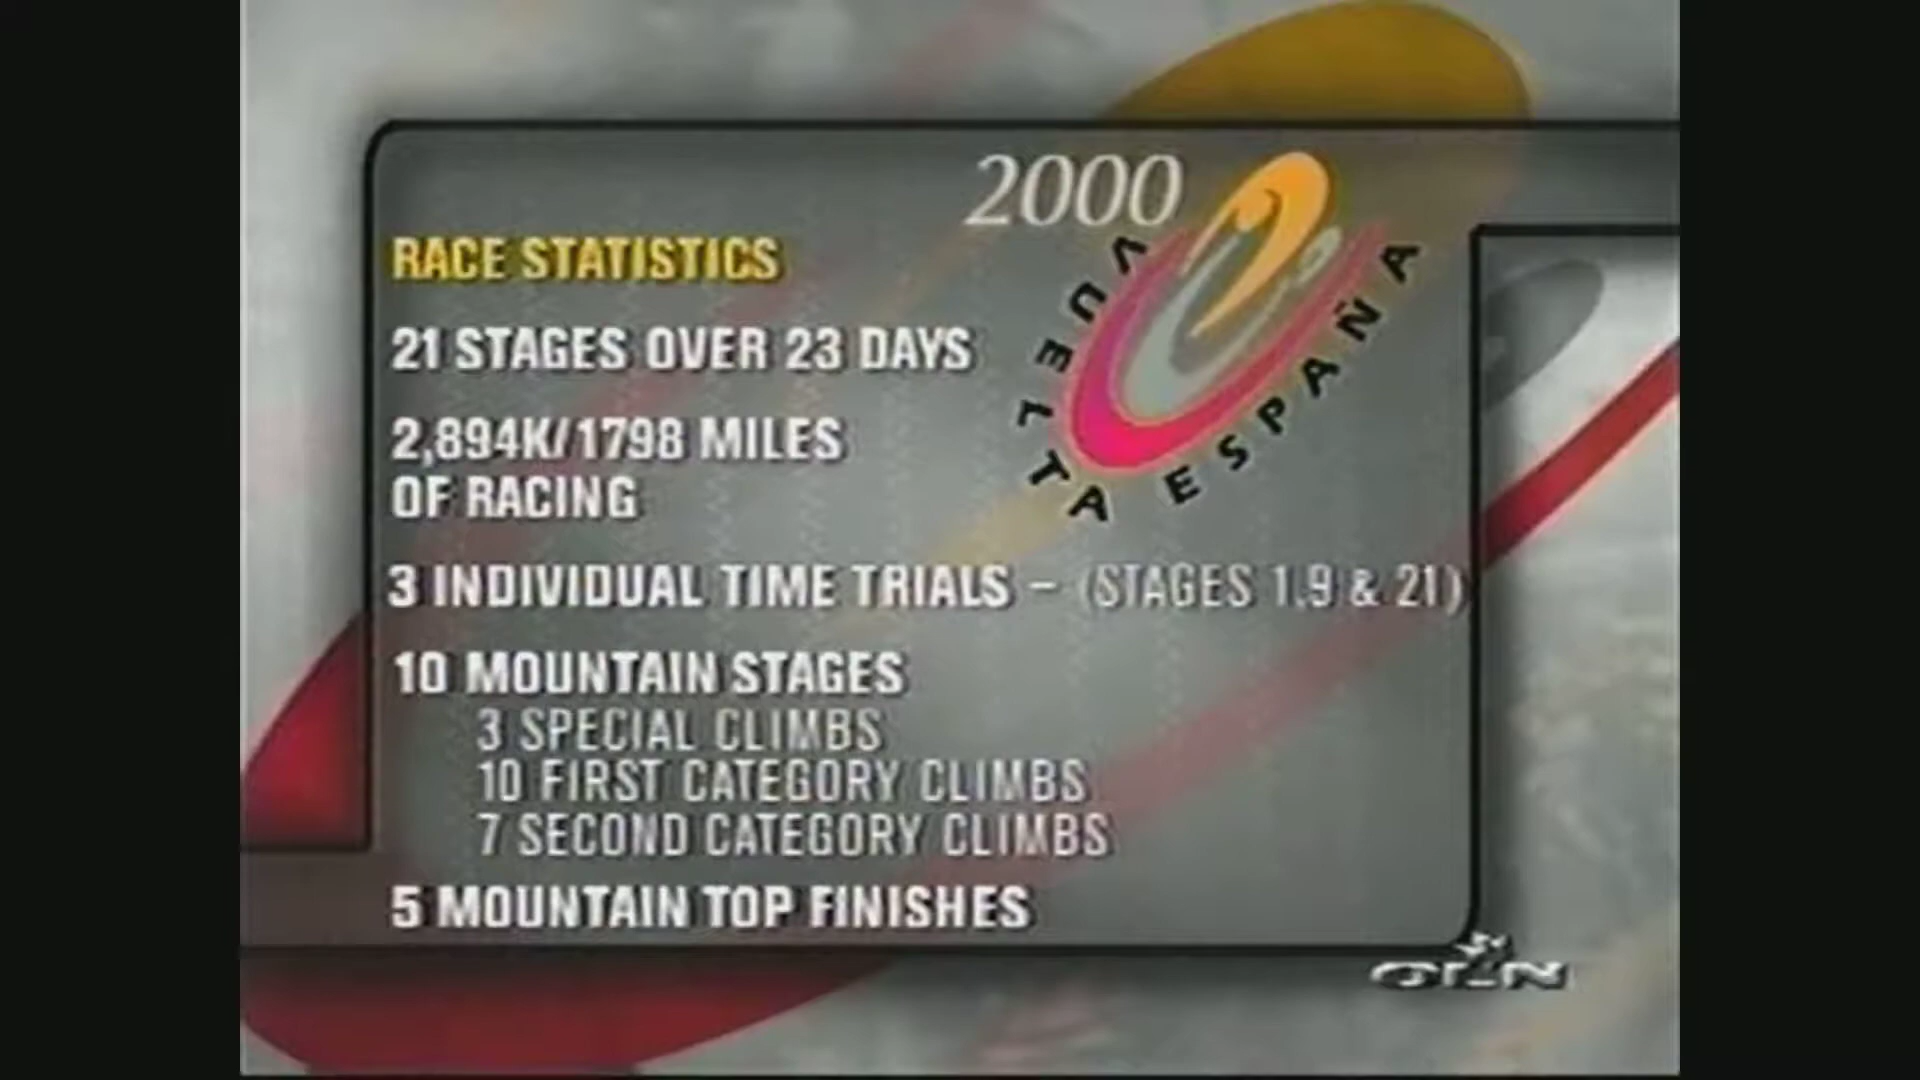 2000
VUELTA ESPAÑA
RACE STATISTICS
21 STAGES OVER 23 DAYS
2,894K/1798 MILES
OF RACING
3 INDIVIDUAL TIME TRIALS – (STAGES 1,9 & 21)
10 MOUNTAIN STAGES
3 SPECIAL CLIMBS
10 FIRST CATEGORY CLIMBS
7 SECOND CATEGORY CLIMBS
5 MOUNTAIN TOP FINISHES
OLN